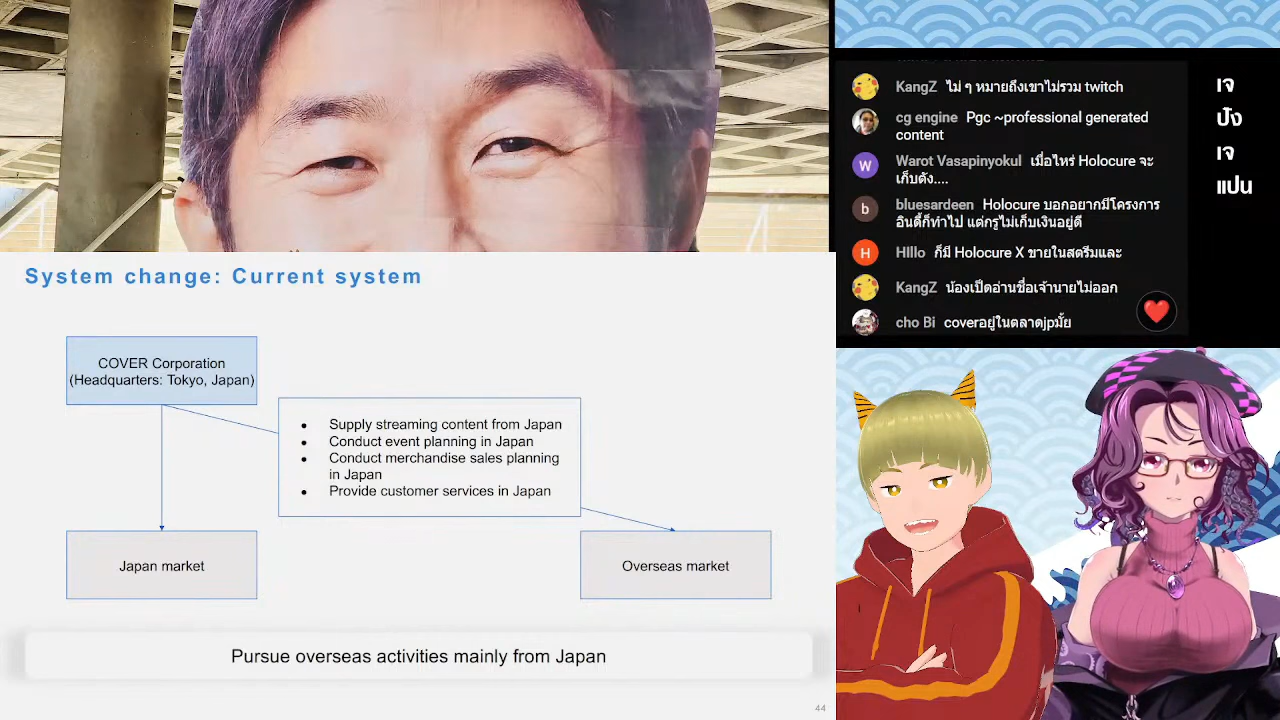 System change: Current system
COVER Corporation
(Headquarters: Tokyo, Japan)
• Supply streaming content from Japan
• Conduct event planning in Japan
• Conduct merchandise sales planning
in Japan
• Provide customer services in Japan
Japan market
Overseas market
Pursue overseas activities mainly from Japan
44
KangZ ไม่ ๆ หมายถึงเขาไม่รวม twitch
cg engine Pgc ~professional generated
content
W
Warot Vasapinyokul เมื่อไหร่ Holocure จะ
เก็บตัง....
b
bluesardeen Holocure บอกอยากมีโครงการ
อินดี้ก็ทำไป แต่กรูไม่เก็บเงินอยู่ดี
H
HIllo ก็มี Holocure X ขายในสตรีมและ
KangZ น้องเป็ดอ่านชื่อเจ้านายไม่ออก
cho Bi coverอยู่ในตลาดjpมั้ย
เจ
ปัง
เจ
แปน